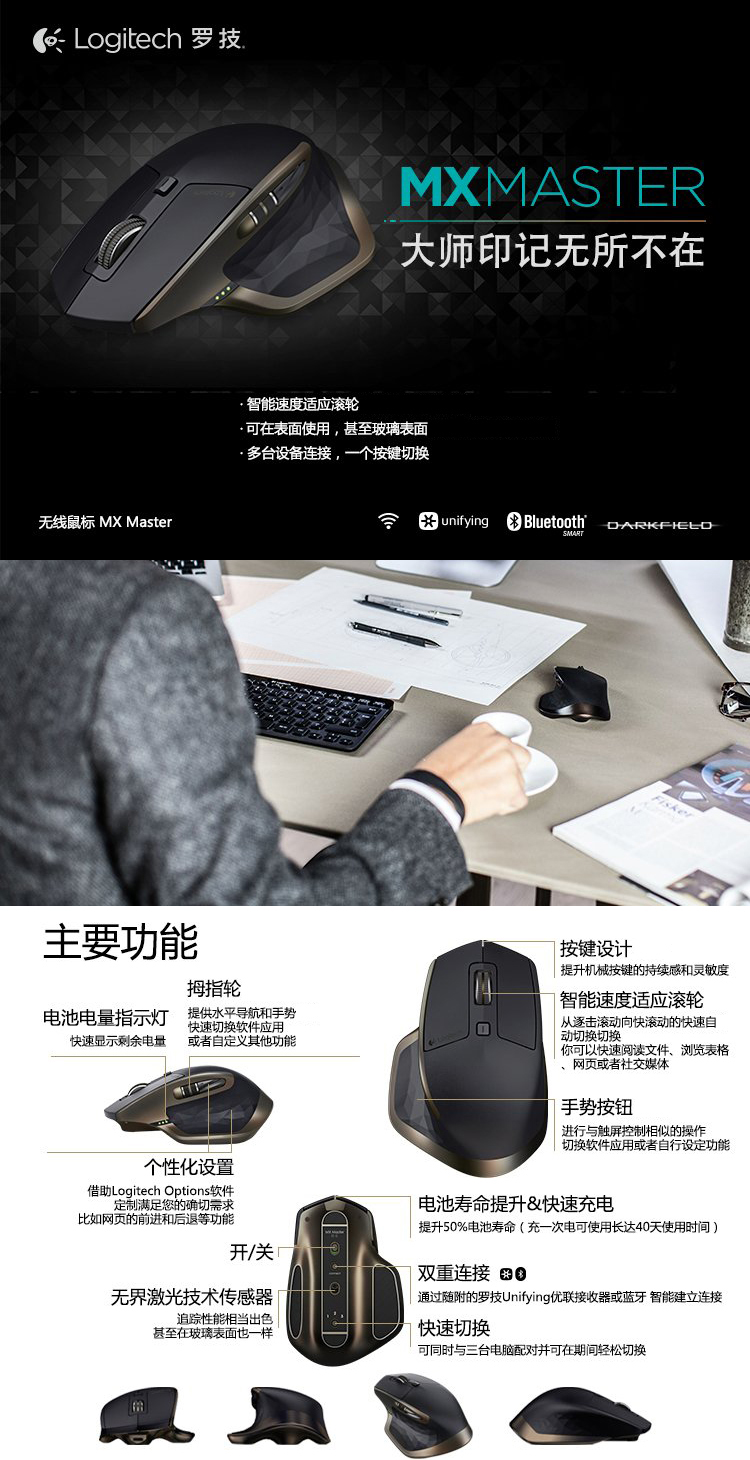 Logitech 罗技
MXMASTER
大师印记无所不在
· 智能速度适应滚轮
· 可在表面使用，甚至玻璃表面
· 多台设备连接，一个按键切换
无线鼠标 MX Master
unifying
Bluetooth
SMART
DARKFIELD
Fisker
主要功能
拇指轮
提供水平导航和手势
快速切换软件应用
或者自定义其他功能
电池电量指示灯
快速显示剩余电量
个性化设置
借助Logitech Options软件
定制满足您的确切需求
比如网页的前进和后退等功能
按键设计
提升机械按键的持续感和灵敏度
智能速度适应滚轮
从逐击滚动向快滚动的快速自
动切换切换
你可以快速阅读文件、浏览表格
、网页或者社交媒体
手势按钮
进行与触屏控制相似的操作
切换软件应用或者自行设定功能
开/关
无界激光技术传感器
追踪性能相当出色
甚至在玻璃表面也一样
电池寿命提升&快速充电
提升50%电池寿命（充一次电可使用长达40天使用时间）
双重连接
通过随附的罗技Unifying优联接收器或蓝牙 智能建立连接
快速切换
可同时与三台电脑配对并可在期间轻松切换